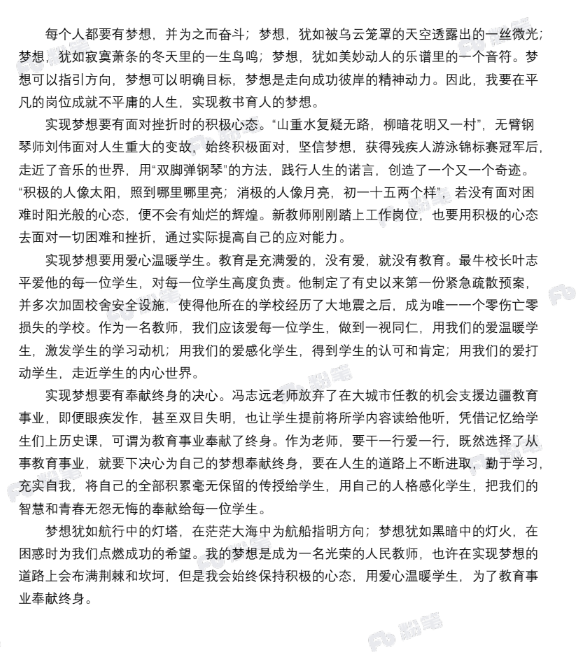 每个人都要有梦想，并为之而奋斗；梦想，犹如被乌云笼罩的天空透露出的一丝微光；
梦想，犹如寂寞萧条的冬天里的一生鸟鸣；梦想，犹如美妙动人的乐谱里的一个音符。梦
想可以指引方向，梦想可以明确目标，梦想是走向成功彼岸的精神动力。因此，我要在平
凡的岗位成就不平庸的人生，实现教书育人的梦想。
实现梦想要有面对挫折时的积极心态。“山重水复疑无路，柳暗花明又一村”，无臂钢
琴师刘伟面对人生重大的变故，始终积极面对，坚信梦想，获得残疾人游泳锦标赛冠军后，
走近了音乐的世界，用“双脚弹钢琴”的方法，践行人生的诺言，创造了一个又一个奇迹。
“积极的人像太阳，照到哪里哪里亮；消极的人像月亮，初一十五两个样”，若没有面对困
难时阳光般的心态，便不会有灿烂的辉煌。新教师刚刚踏上工作岗位，也要用积极的心态
去面对一切困难和挫折，通过实际提高自己的应对能力。
实现梦想要用爱心温暖学生。教育是充满爱的，没有爱，就没有教育。最牛校长叶志
平爱他的每一位学生，对每一位学生高度负责。他制定了有史以来第一份紧急疏散预案，
并多次加固校舍安全设施，使得他所在的学校经历了大地震之后，成为唯一一个零伤亡零
损失的学校。作为一名教师，我们应该爱每一位学生，做到一视同仁，用我们的爱温暖学
生，激发学生的学习动机；用我们的爱感化学生，得到学生的认可和肯定；用我们的爱打
动学生，走近学生的内心世界。
实现梦想要有奉献终身的决心。冯志远老师放弃了在大城市任教的机会支援边疆教育
事业，即便眼疾发作，甚至双目失明，也让学生提前将所学内容读给他听，凭借记忆给学
生们上历史课，可谓为教育事业奉献了终身。作为老师，要干一行爱一行，既然选择了从
事教育事业，就要下决心为自己的梦想奉献终身，要在人生的道路上不断进取，勤于学习，
充实自我，将自己的全部积累毫无保留的传授给学生，用自己的人格感化学生，把我们的
智慧和青春无怨无悔的奉献给每一位学生。
梦想犹如航行中的灯塔，在茫茫大海中为航船指明方向；梦想犹如黑暗中的灯火，在
困惑时为我们点燃成功的希望。我的梦想是成为一名光荣的人民教师，也许在实现梦想的
道路上会布满荆棘和坎坷，但是我会始终保持积极的心态，用爱心温暖学生，为了教育事
业奉献终身。
粉笔